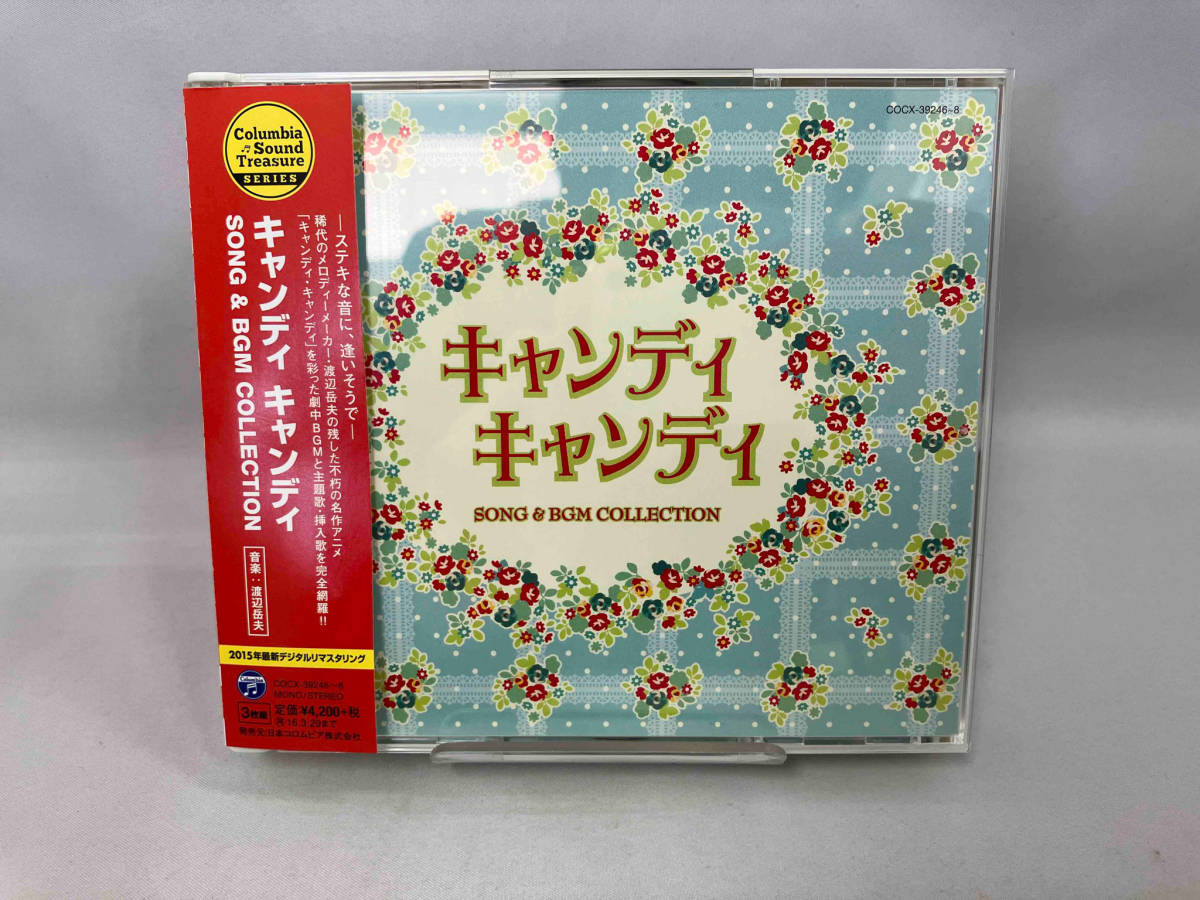 Columbia
Sound
Treasure
SERIES
キャンディ キャンディ
SONG & BGM COLLECTION
音楽：渡辺岳夫
―ステキな音に、逢いそうで―
稀代のメロディーメーカー・渡辺岳夫の残した不朽の名作アニメ
「キャンディ・キャンディ」を彩った劇中BGMと主題歌・挿入歌を完全網羅!!
2015年最新デジタルリマスタリング
Columbia
COCX-39246~8
MONO/STEREO
3枚組 定価:¥4,200+税
再'16.3.29まで
発売元:日本コロムビア株式会社
COCX-39246~8
キャンディ
キャンディ
SONG & BGM COLLECTION